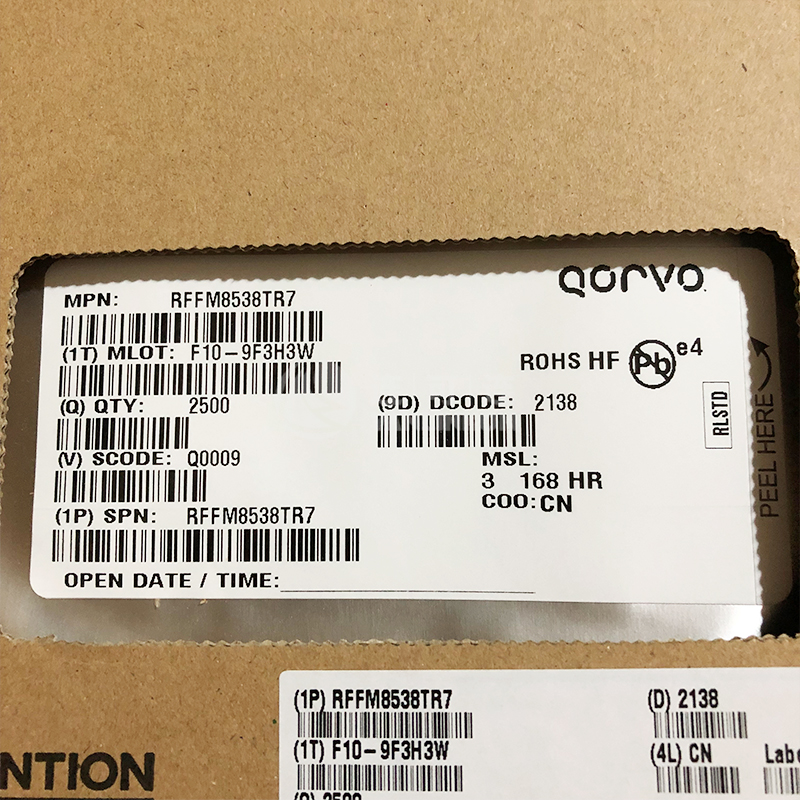 QORVO
MPN: RFFM8538TR7
(1T) MLOT: F10-9F3H3W
ROHS HF Pb e4
(Q) QTY: 2500
(9D) DCODE: 2138
RLSTD
PEEL HERE
(V) SCODE: Q0009
MSL:
3 168 HR
COO: CN
(1P) SPN: RFFM8538TR7
OPEN DATE / TIME:
(1P) RFFM8538TR7
(D) 2138
(1T) F10-9F3H3W
(4L) CN
Labe
NTION
2500